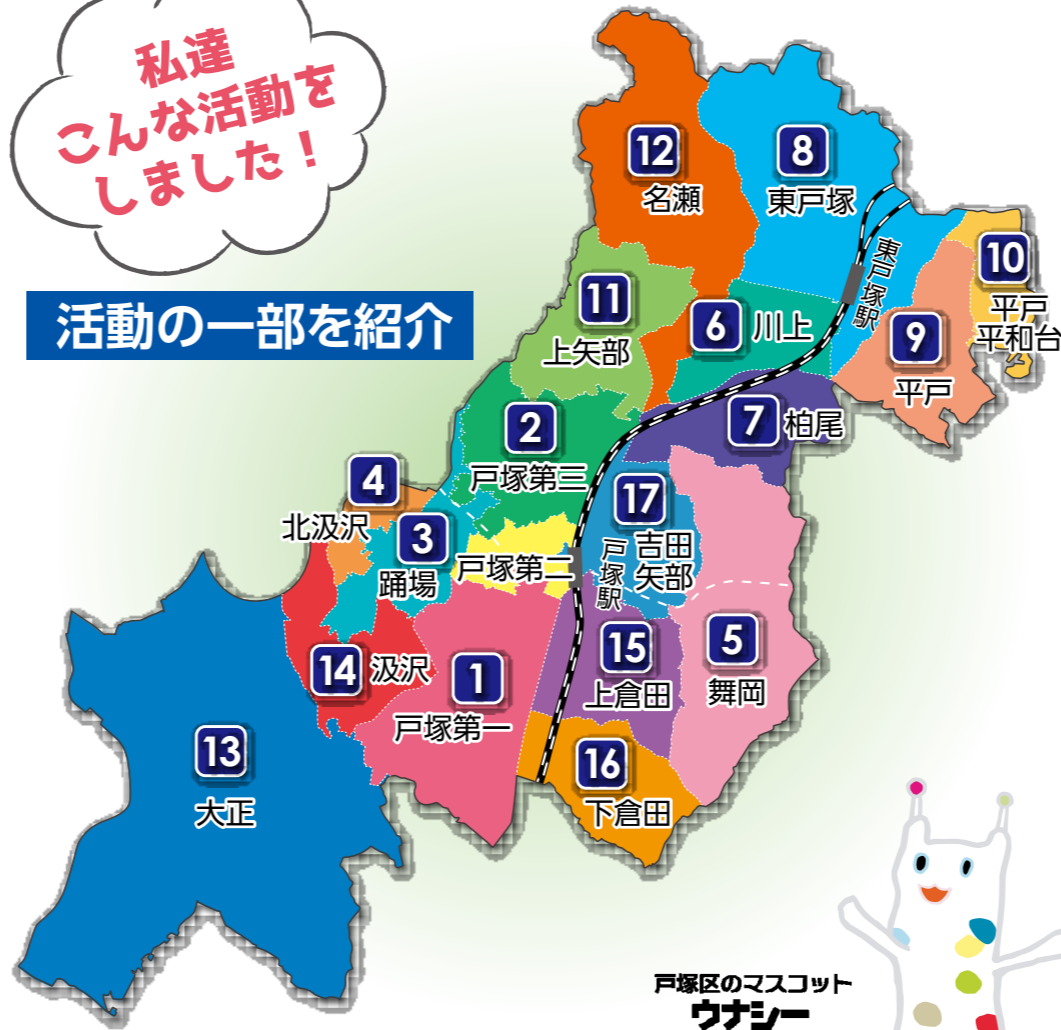 私達
こんな活動を
しました！
活動の一部を紹介
12
名瀬
8
東戸塚
東戸塚駅
10
平戸
平和台
11
上矢部
6 川上
9
平戸
2
戸塚第三
7 柏尾
4
北汲沢
3
踊場
戸塚第二
17
吉田
矢部
戸塚駅
14 汲沢
1
戸塚第一
15
上倉田
5
舞岡
13
大正
16
下倉田
戸塚区のマスコット
ウナシー